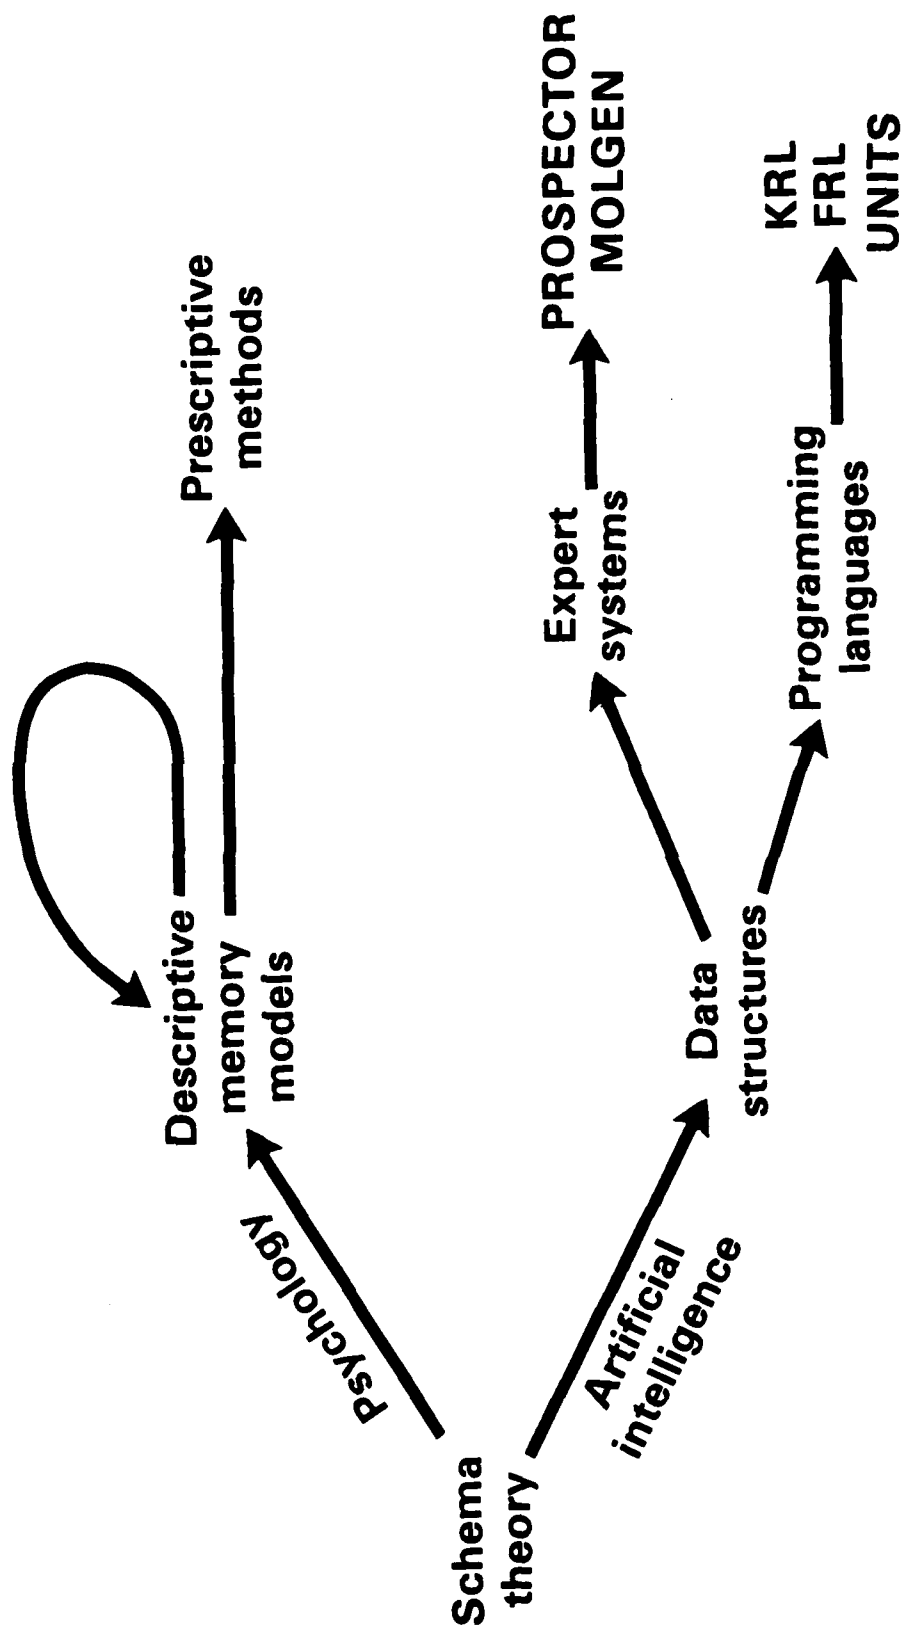 Schema
theory
Psychology
Descriptive
memory
models
Prescriptive
methods
Artificial
intelligence
Data
structures
Expert
systems
PROSPECTOR
MOLGEN
Programming
languages
KRL
FRL
UNITS